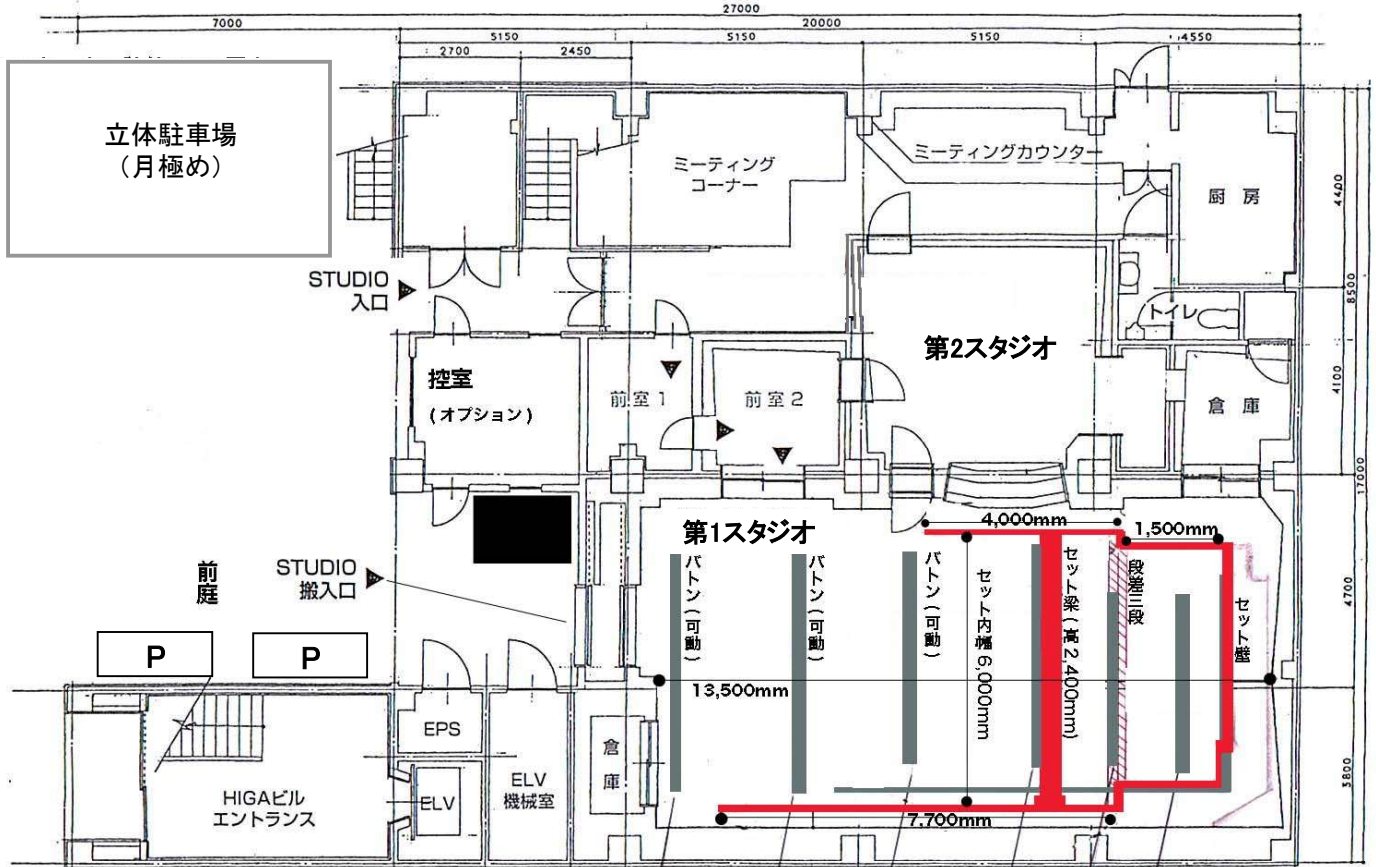 27000
7000
20000
5150
5150
5150
4550
2700
2450
立体駐車場
（月極め）
ミーティング
コーナー
ミーティングカウンター
厨 房
4400
STUDIO
入口
8500
トイレ
第2スタジオ
控室
(オプション)
前室1
前室2
倉 庫
4100
17000
第1スタジオ
4,000mm
1,500mm
前庭
STUDIO
搬入口
バトン(可動)
バトン(可動)
バトン(可動)
セット内幅 6,000mm
セット梁(高2,400mm)
段差三段
セット壁
4700
P
P
13,500mm
EPS
ELV
ELV
機械室
倉庫
HIGAビル
エントランス
7,700mm
3800